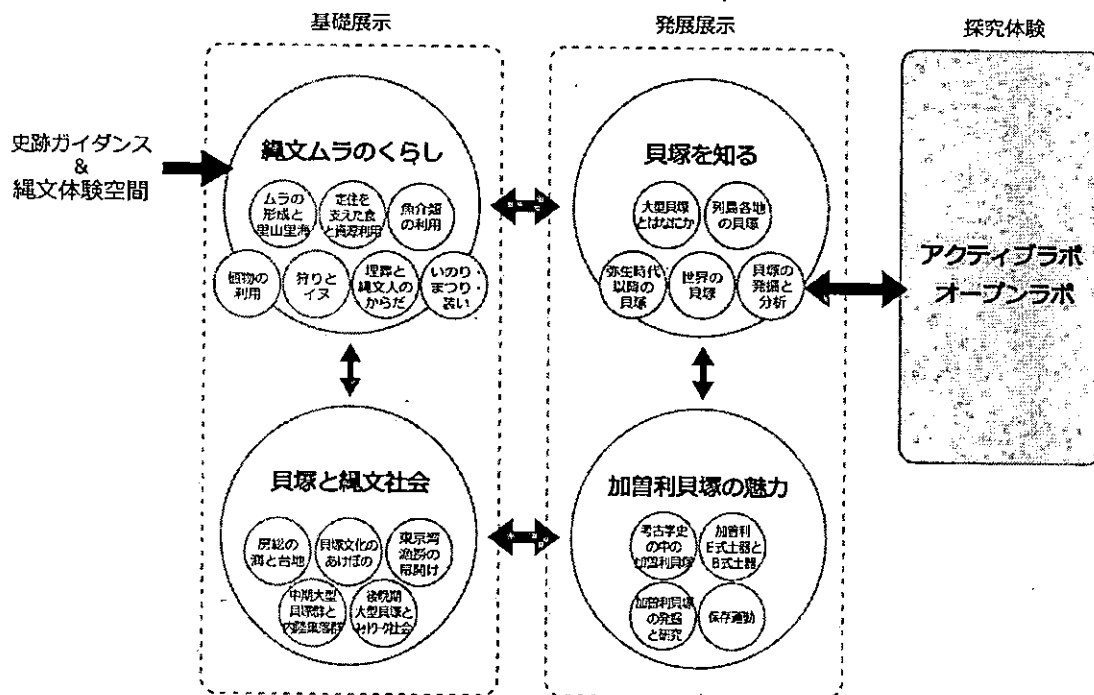 基礎展示
発展展示
探究体験
史跡ガイダンス
&
縄文体験空間
縄文ムラのくらし
ムラの
形成と
里山里海
定住を
支えた食
と資源利用
魚介類
の利用
植物の
利用
狩りと
イヌ
埋葬と
縄文人の
からだ
いのり・
まつり・
装い
貝塚を知る
大型貝塚
とはなにか
列島各地
の貝塚
弥生時代
以降の
貝塚
世界の
貝塚
貝塚の
発掘と
分析
アクティブラボ
オープンラボ
貝塚と縄文社会
房総の
海と台地
貝塚文化の
あけぼの
東京湾
漁労の
幕開け
中期大型
貝塚群と
内陸集落群
後晩期
大型貝塚と
ネットワーク社会
加曽利貝塚の魅力
考古学史
の中の
加曽利貝塚
加曽利
E式土器と
B式土器
加曽利貝塚
の発掘
と研究
保存運動